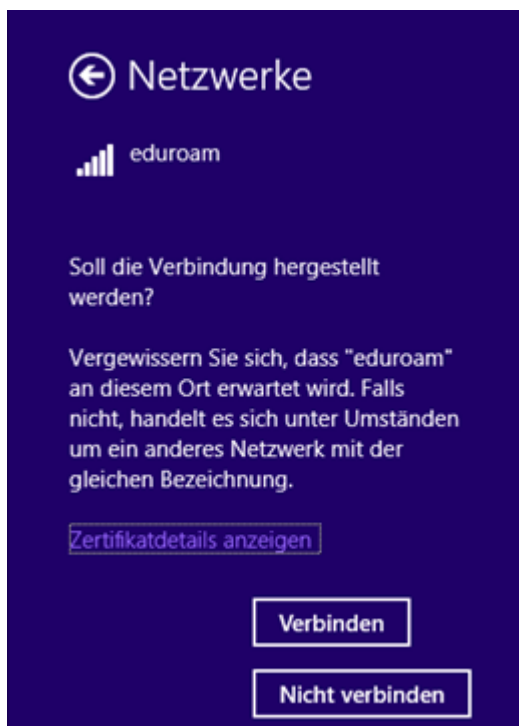 Netzwerke
eduroam
Soll die Verbindung hergestellt
werden?
Vergewissern Sie sich, dass "eduroam"
an diesem Ort erwartet wird. Falls
nicht, handelt es sich unter Umständen
um ein anderes Netzwerk mit der
gleichen Bezeichnung.
Zertifikatdetails anzeigen
Verbinden
Nicht verbinden